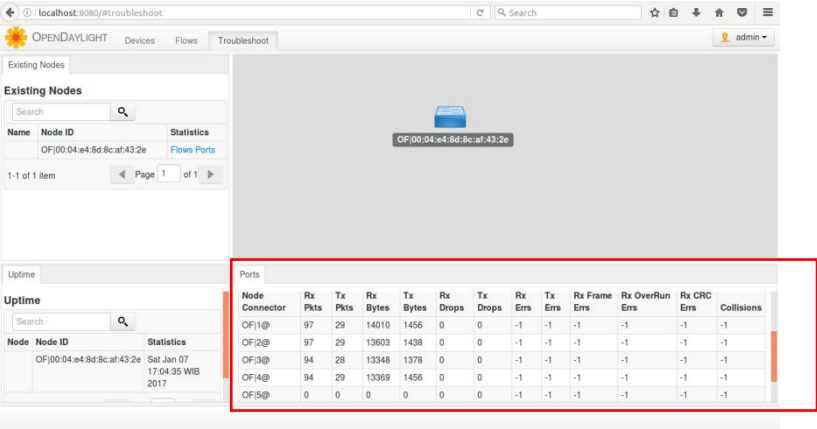 localhost:8080/#troubleshoot
Search
OPENDAYLIGHT Devices Flows Troubleshoot
admin
Existing Nodes
Existing Nodes
Search
Name Node ID Statistics
OF|00:04:e4:8d:8c:af:43:2e Flows Ports
1-1 of 1 item Page 1 of 1
OF|00:04:e4:8d:8c:af:43:2e
Uptime
Uptime
Search
Node Node ID Statistics
OF|00:04:e4:8d:8c:af:43:2e Sat Jan 07
17:04:35 WIB
2017
Ports
Node Rx Tx Rx Tx Rx Tx Rx Tx Rx Frame Rx OverRun Rx CRC
Connector Pkts Pkts Bytes Bytes Drops Drops Errs Errs Errs Errs Errs Collisions
OF|1@ 97 29 14010 1456 0 0 -1 -1 -1 -1 -1 -1
OF|2@ 97 29 13603 1438 0 0 -1 -1 -1 -1 -1 -1
OF|3@ 94 28 13348 1378 0 0 -1 -1 -1 -1 -1 -1
OF|4@ 94 29 13369 1456 0 0 -1 -1 -1 -1 -1 -1
OF|5@ 0 0 0 0 0 0 -1 -1 -1 -1 -1 -1